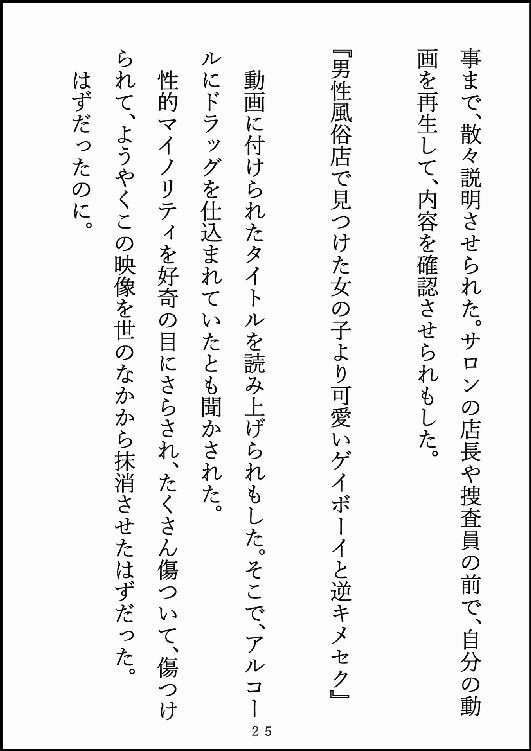 事まで、散々説明させられた。サロンの店長や捜査員の前で、自分の動
画を再生して、内容を確認させられもした。
『男性風俗店で見つけた女の子より可愛いゲイボーイと逆キメセク』
動画に付けられたタイトルを読み上げられもした。そこで、アルコー
ルにドラッグを仕込まれていたとも聞かされた。
性的マイノリティを好奇の目にさらされ、たくさん傷ついて、傷つけ
られて、ようやくこの映像を世のなかから抹消させたはずだった。
はずだったのに。
25